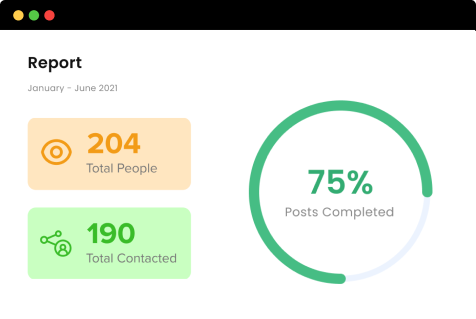 Report
January - June 2021
204
Total People
190
Total Contacted
75%
Posts Completed